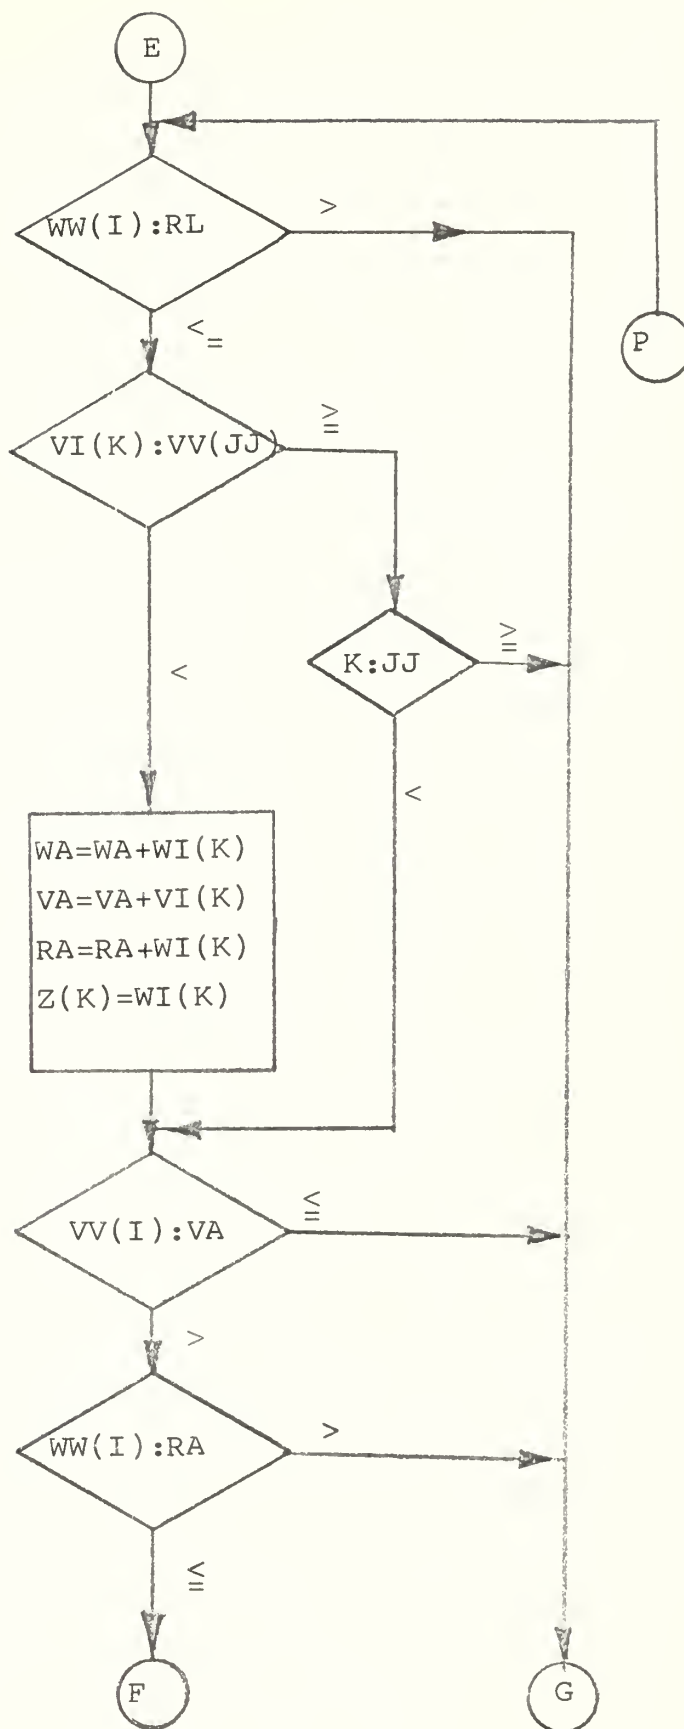 E
WW(I):RL
>
P
<=
VI(K):VV(JJ)
≧
K:JJ
≧
<
<
WA=WA+WI(K)
VA=VA+VI(K)
RA=RA+WI(K)
Z(K)=WI(K)
VV(I):VA
≦
>
WW(I):RA
>
≦
F
G